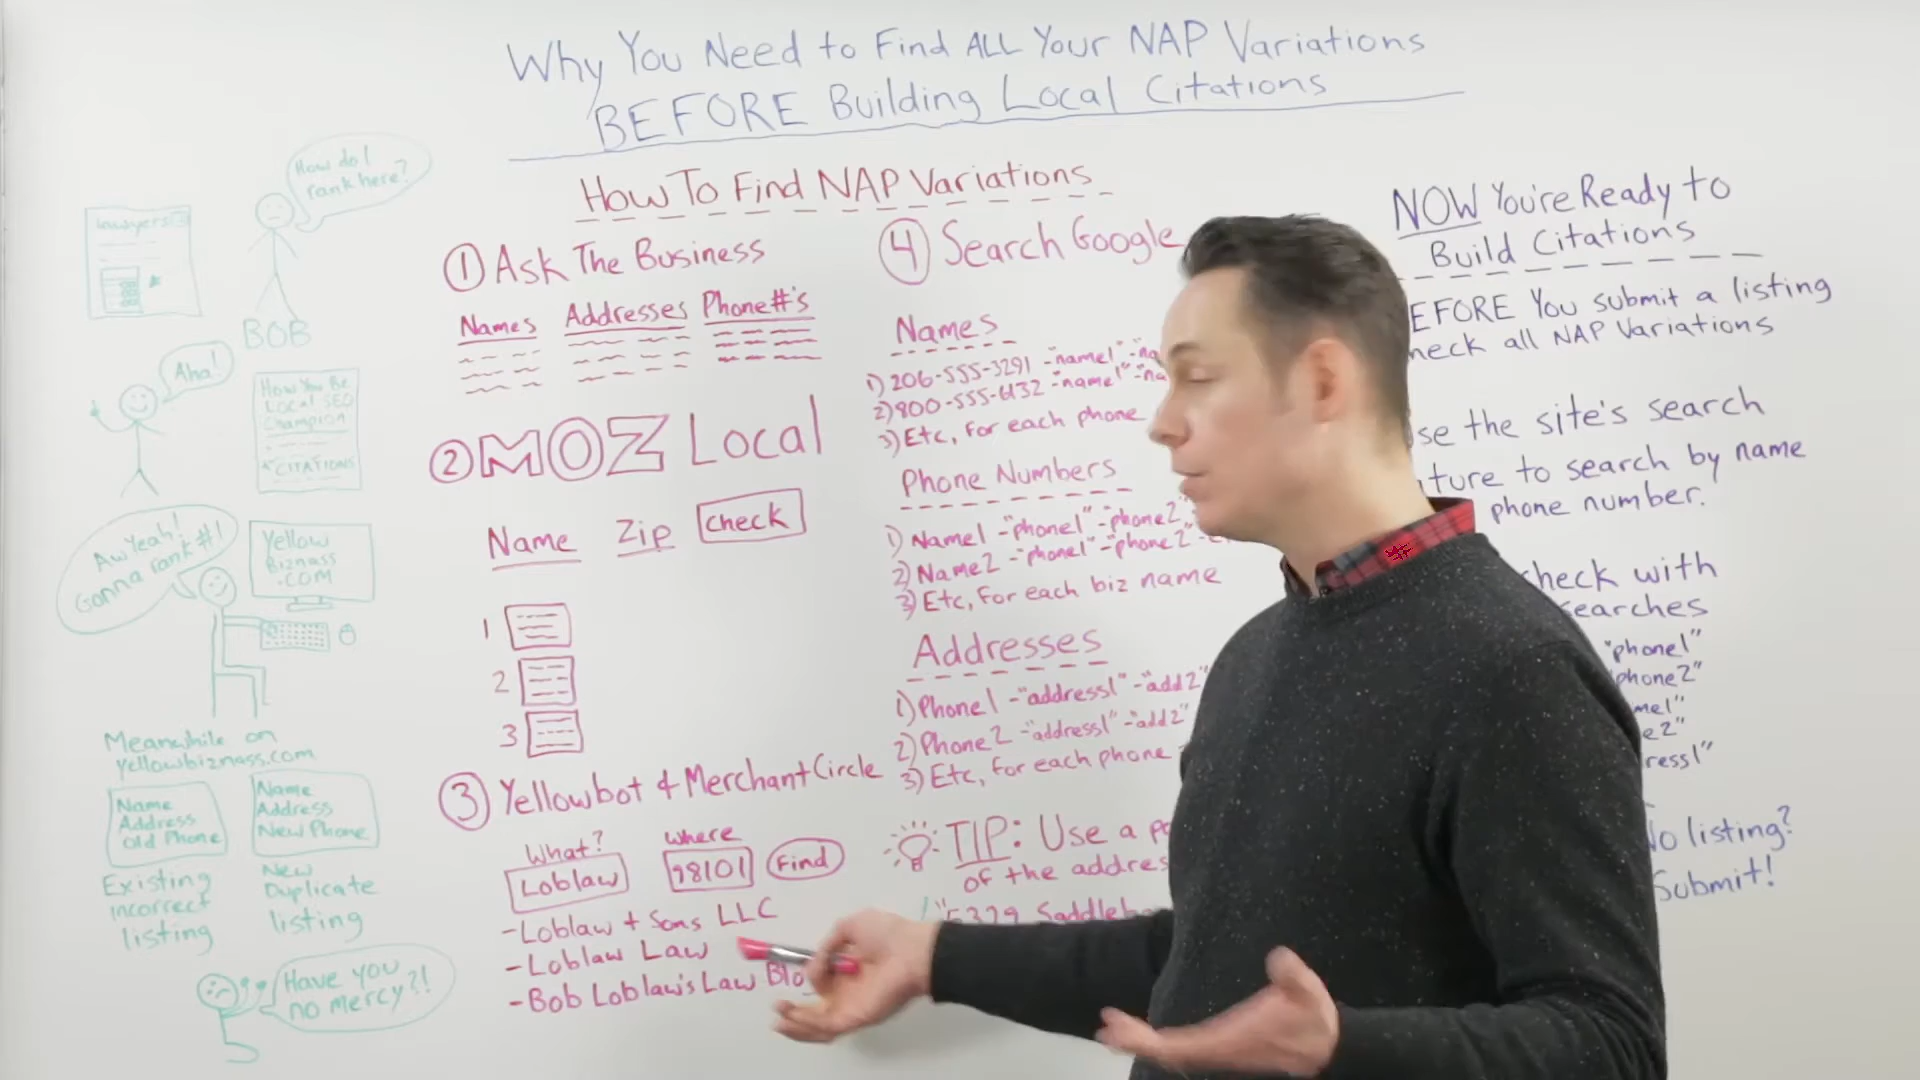 Why You Need to Find ALL Your NAP Variations
BEFORE Building Local Citations
How do I
rank here?
lawyers
BOB
Aha!
How You Be
Local SEO
Champion
CITATIONS
Aw Yeah!
Gonna rank #1
Yellow
Biznass
.COM
Meanwhile on
yellowbiznass.com
Name
Address
Old Phone
Name
Address
New Phone
Existing
incorrect
listing
New
Duplicate
listing
Have you
no mercy?!
How To Find NAP Variations
① Ask The Business
Names Addresses Phone#'s
② MOZ Local
Name Zip check
1
2
3
③ Yellowbot & MerchantCircle
What? Where
Loblaw 98101 Find
- Loblaw + Sons LLC
- Loblaw Law
- Bob Loblaw's Law Blo
④ Search Google
Names
1) 206-555-3291 -"name1" -"na
2) 800-555-6132 -"name1" -"na
3) Etc, For each phone
Phone Numbers
1) Name1 -"phone1" -"phone2"
2) Name2 -"phone1" -"phone2"
3) Etc, For each biz name
Addresses
1) Phone1 -"address1" -"add2"
2) Phone2 -"address1" -"add2"
3) Etc, For each phone
TIP: Use a
of the addres
"5329 Saddleb
NOW You're Ready to
Build Citations
EFORE You submit a listing
heck all NAP Variations
se the site's search
ture to search by name
phone number.
heck with
earches
"phone1"
phone2"
me1"
e2"
ress1"
No listing?
Submit!